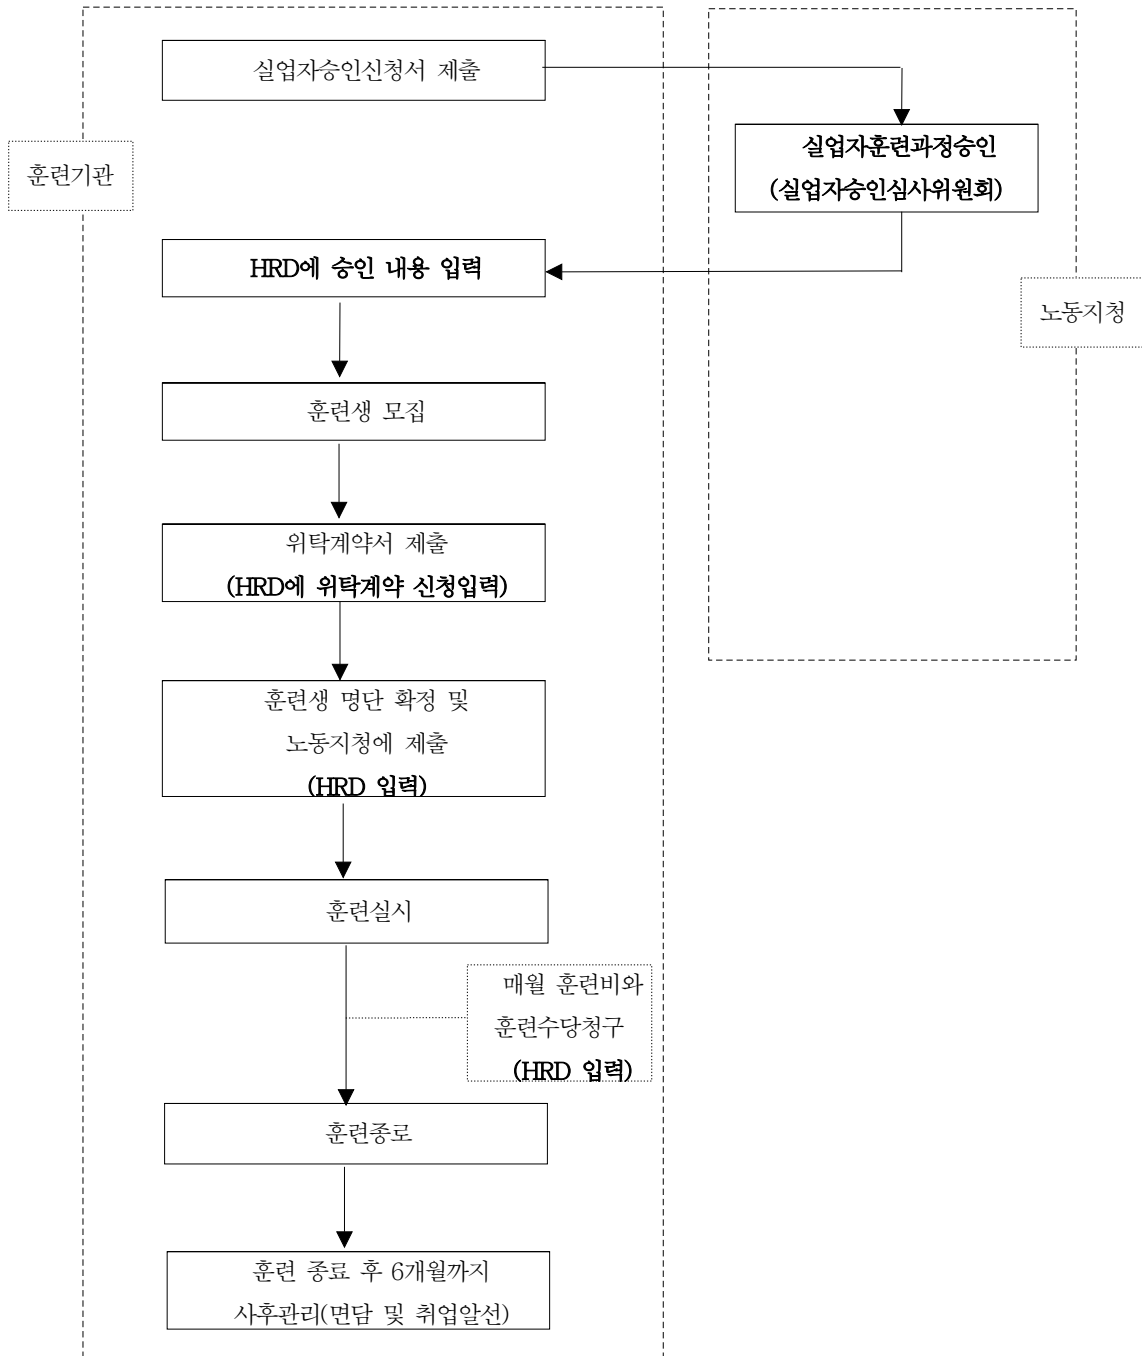 실업자승인신청서 제출
실업자훈련과정승인
(실업자승인심사위원회)
훈련기관
HRD에 승인 내용 입력
노동지청
훈련생 모집
위탁계약서 제출
(HRD에 위탁계약 신청입력)
훈련생 명단 확정 및
노동지청에 제출
(HRD 입력)
훈련실시
매월 훈련비와
훈련수당청구
(HRD 입력)
훈련종로
훈련 종료 후 6개월까지
사후관리(면담 및 취업알선)